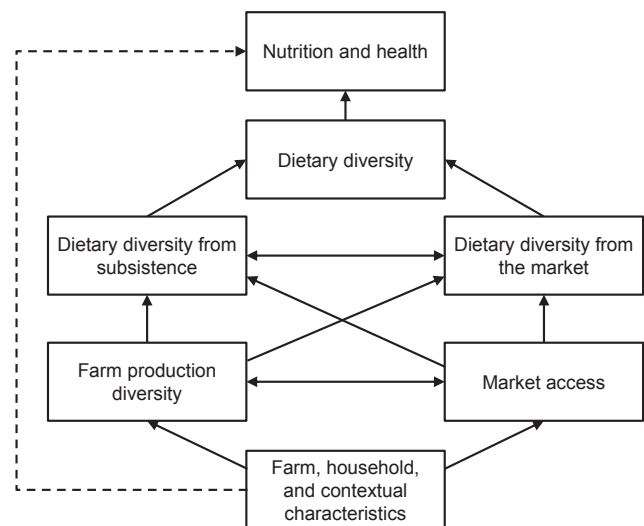 Nutrition and health
Dietary diversity
Dietary diversity from
subsistence
Dietary diversity from
the market
Farm production
diversity
Market access
Farm, household,
and contextual
characteristics